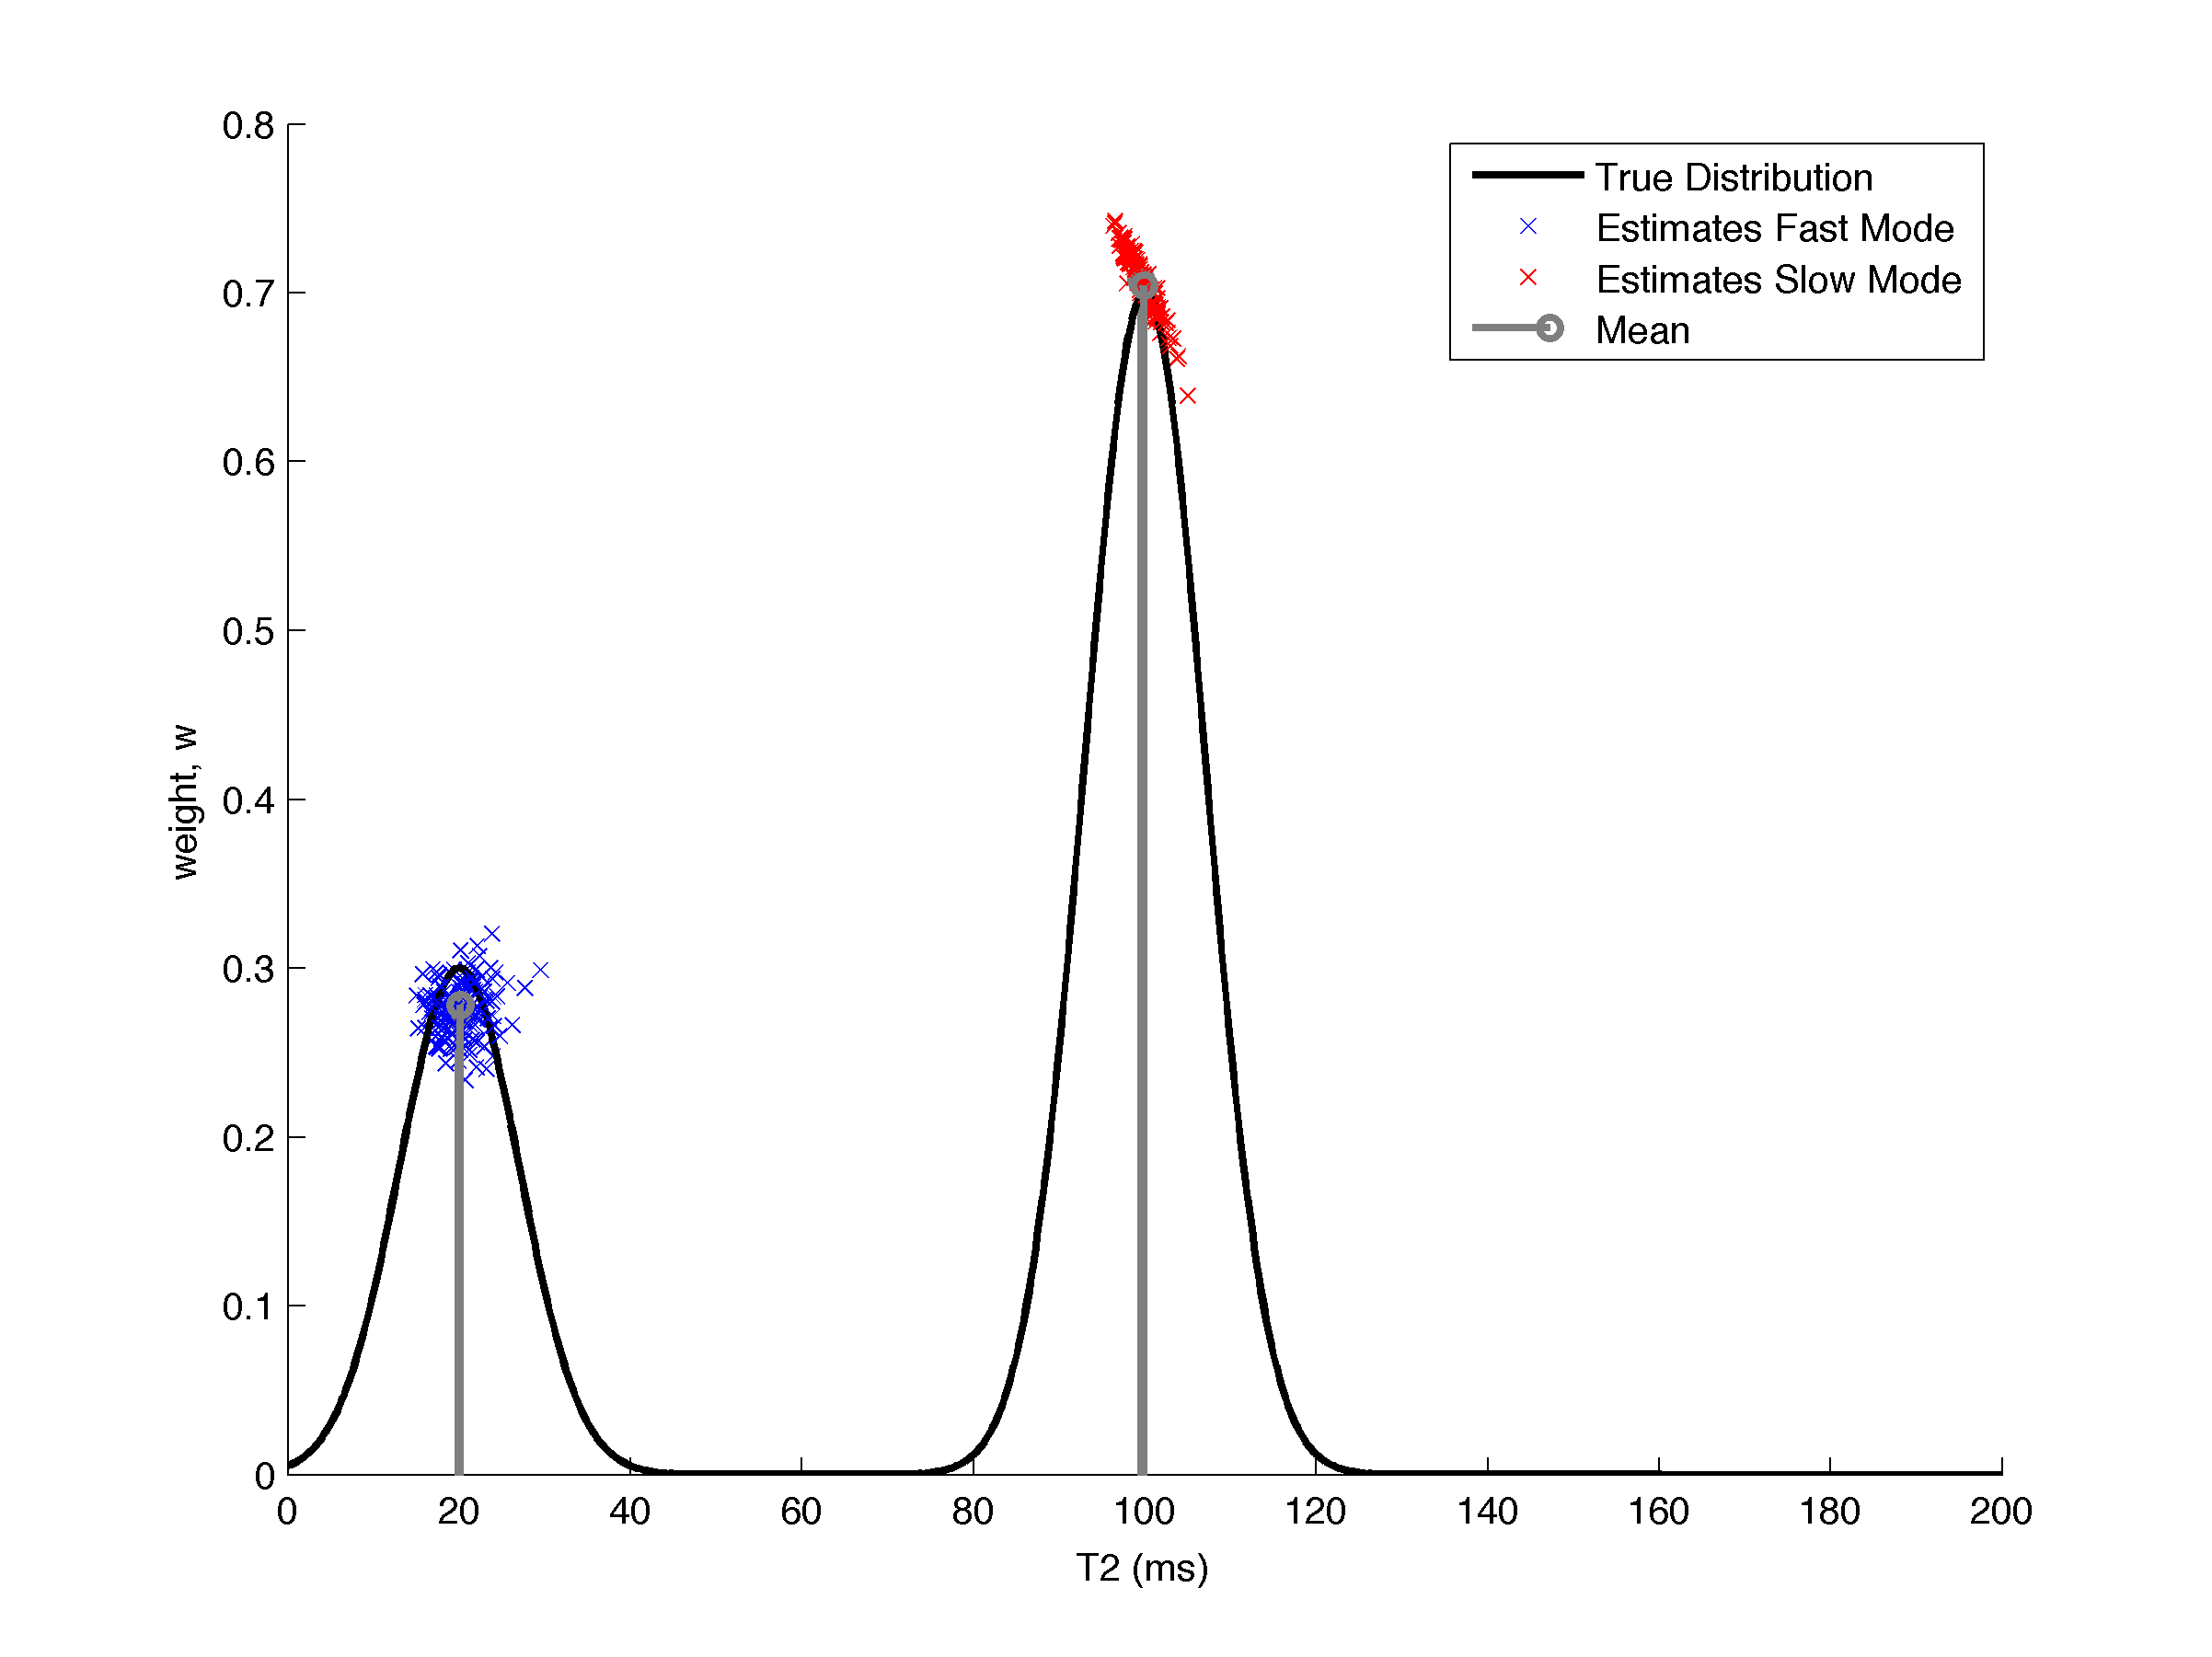 0.8
0.7
0.6
0.5
0.4
0.3
0.2
0.1
0
weight, w
True Distribution
Estimates Fast Mode
Estimates Slow Mode
Mean
0 20 40 60 80 100 120 140 160 180 200
T2 (ms)